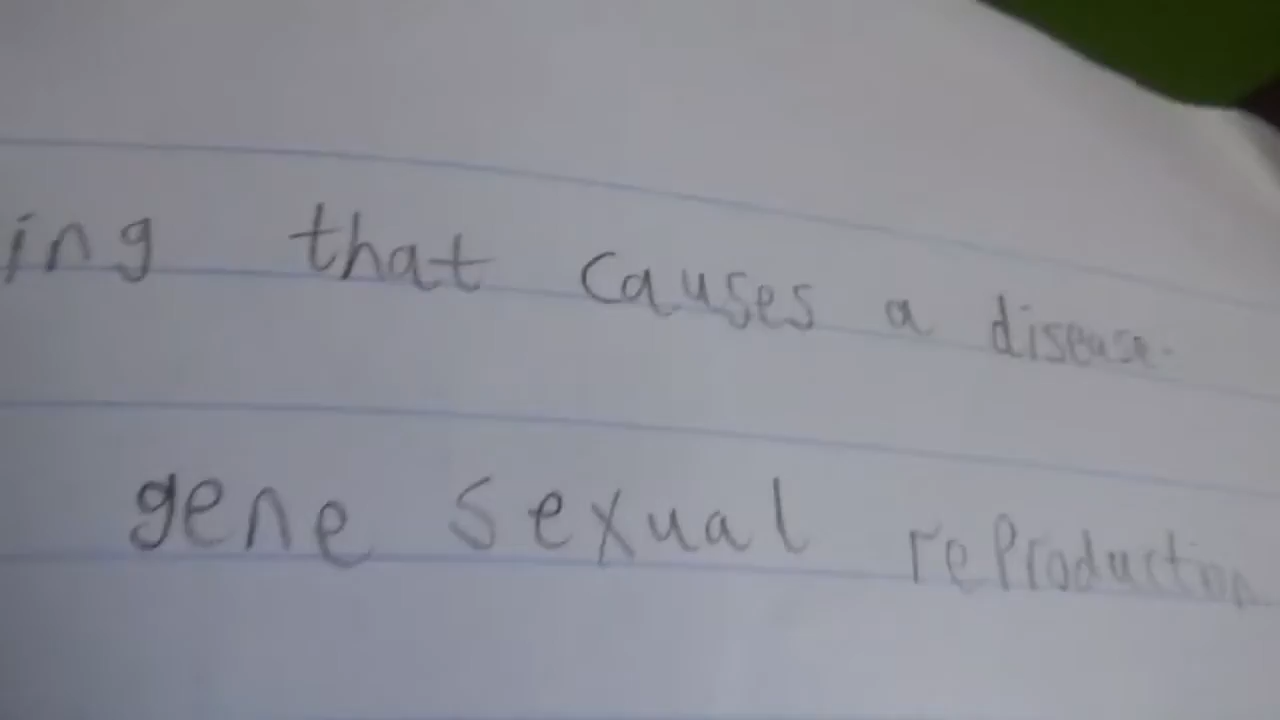 ing that causes a disease.
gene sexual reproduction